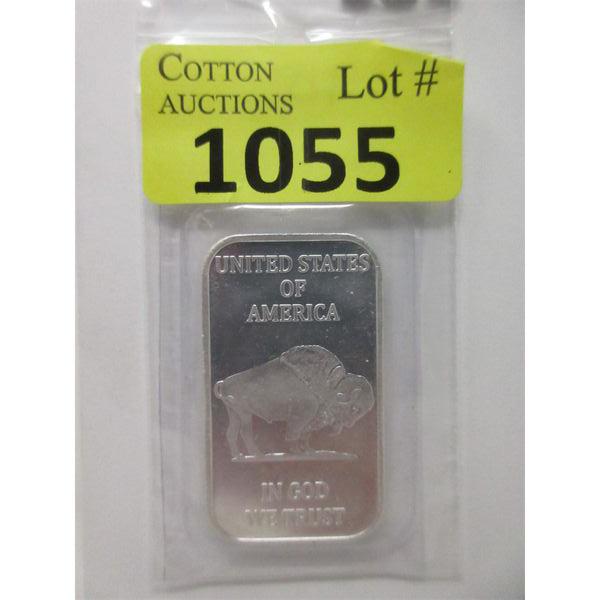 COTTON AUCTIONS Lot #
1055
UNITED STATES
OF
AMERICA
IN GOD
WE TRUST